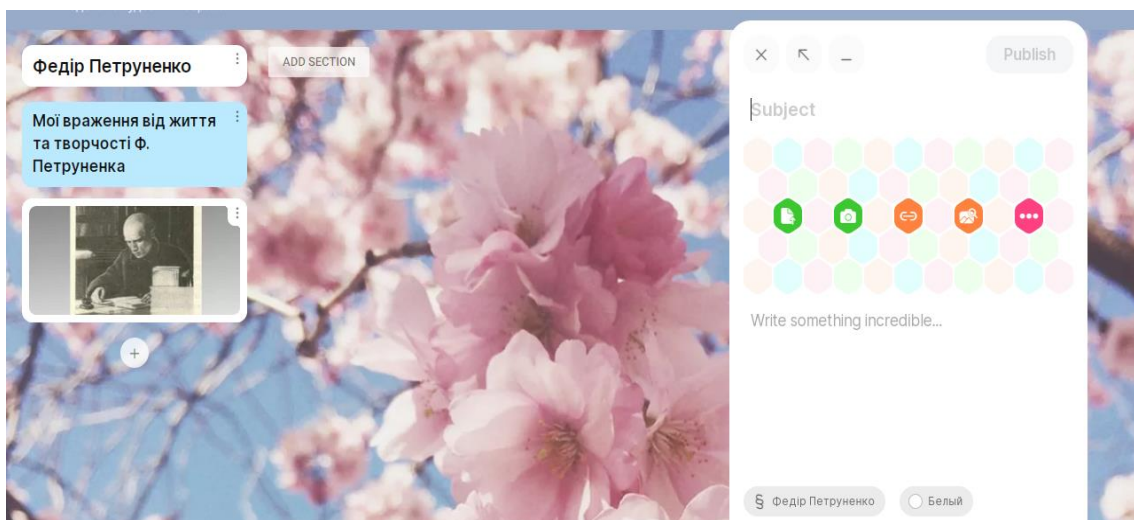 Федір Петруненко
ADD SECTION
Мої враження від життя
та творчості Ф.
Петруненка
Publish
Subject
Write something incredible...
§ Федір Петруненко
Белый